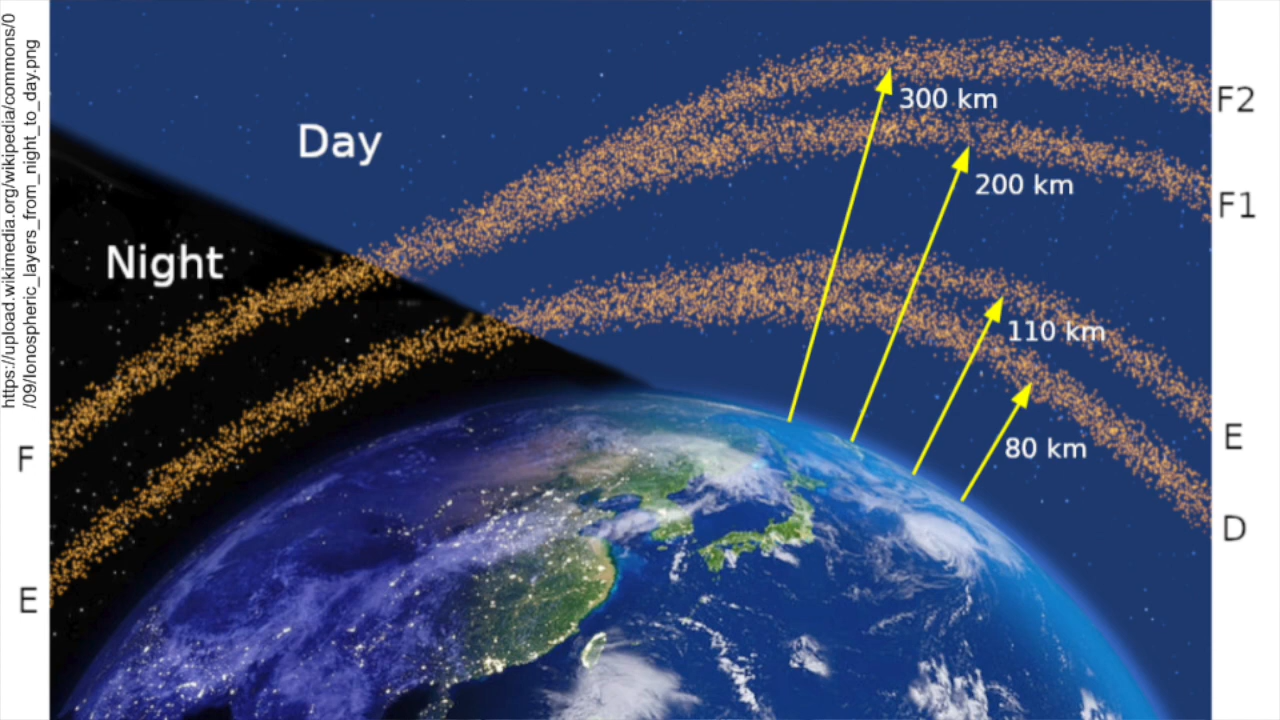 https://upload.wikimedia.org/wikipedia/commons/0
/09/Ionospheric_layers_from_night_to_day.png
Day
Night
300 km
200 km
110 km
80 km
F2
F1
E
D
F
E